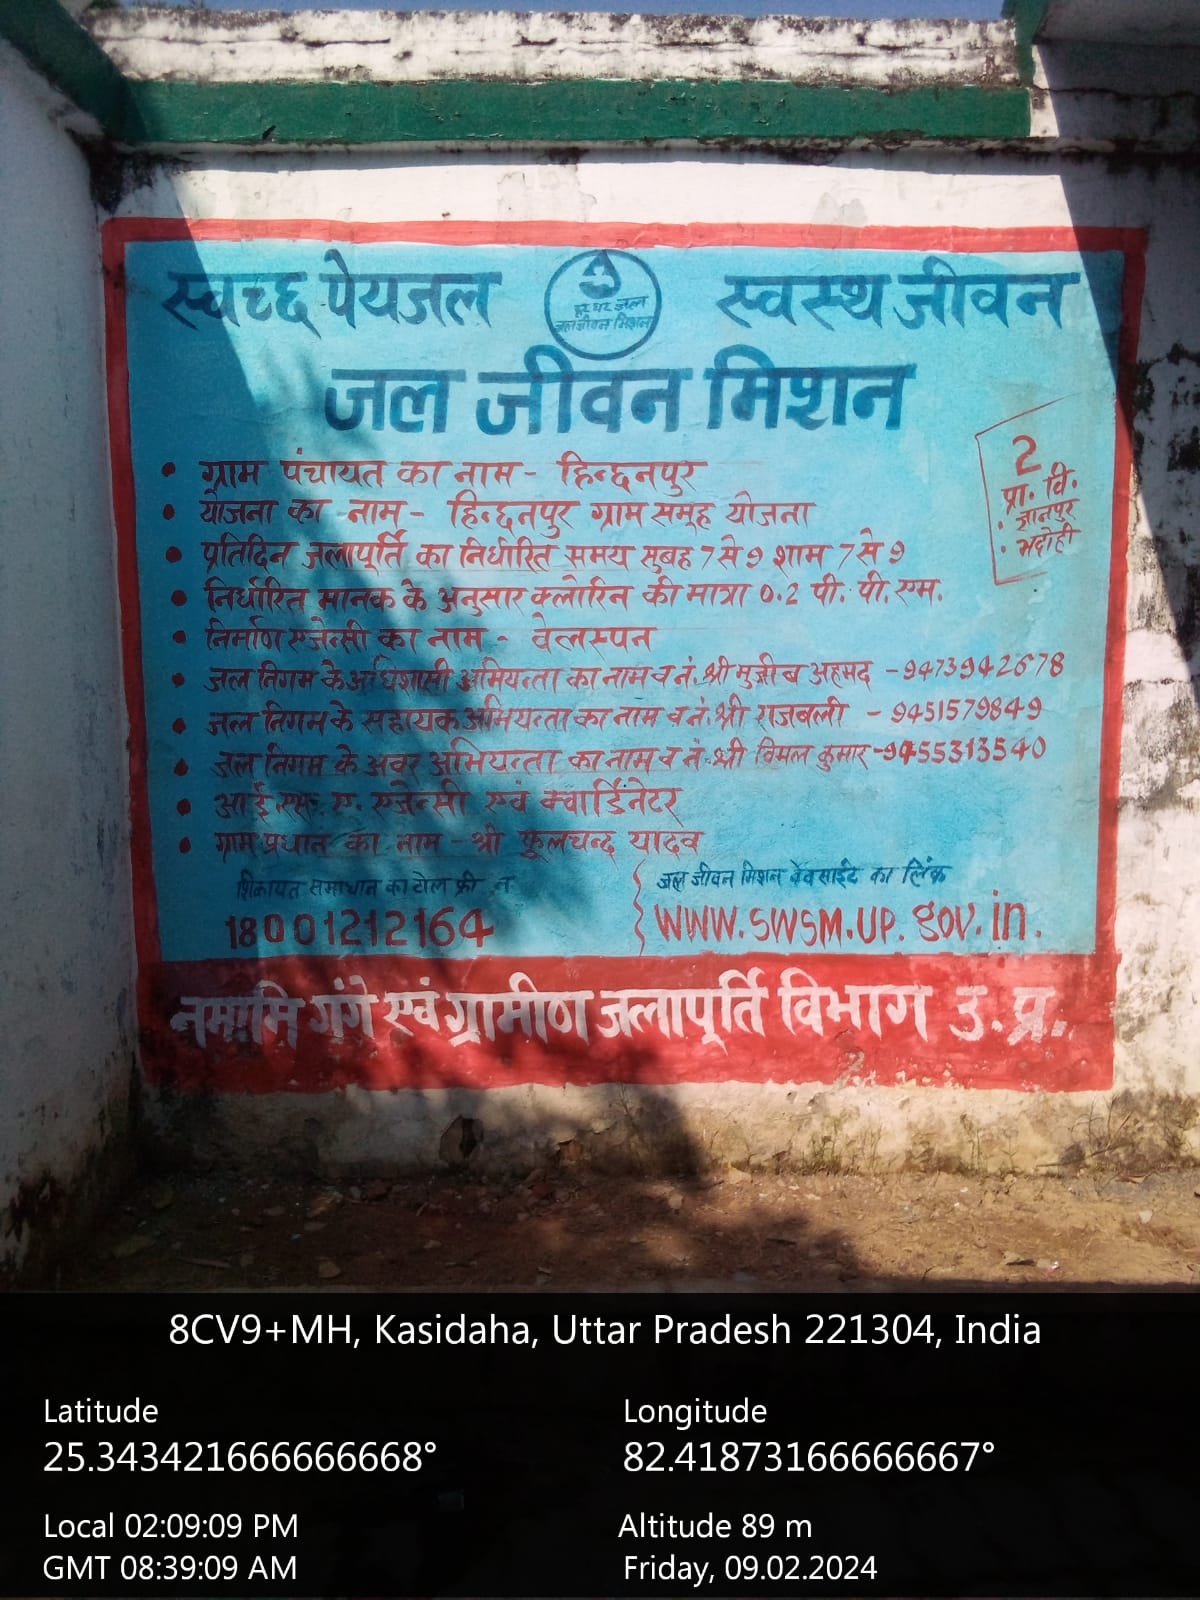 स्वच्छ पेयजल
हर घर जल
जल जीवन मिशन
स्वस्थ जीवन
जल जीवन मिशन
• ग्राम पंचायत का नाम - हिन्छनपुर
• योजना का नाम - हिन्छनपुर ग्राम समूह योजना
• प्रतिदिन जलापूर्ति का निर्धारित समय सुबह 7 से 9 शाम 7 से 9
• निर्धारित मानक के अनुसार क्लोरिन की मात्रा 0.2 पी. पी. एम.
• निर्माण एजेन्सी का नाम - वेलस्पन
• जल निगम के अधिशासी अभियन्ता का नाम व नं. श्री मुजीब अहमद - 9473942678
• जल निगम के सहायक अभियन्ता का नाम व नं. श्री राजबली - 9451579849
• जल निगम के अवर अभियन्ता का नाम व नं. श्री विमल कुमार - 9455313540
• आई. एस. ए. एजेन्सी एवं क्वार्डिनेटर
• ग्राम प्रधान का नाम - श्री फूलचन्द यादव
2
प्रा. वि.
• ज्ञानपुर
• भदोही
शिकायत समाधान का टोल फ्री न
18001212164
जल जीवन मिशन वेवसाईट का लिंक
WWW.SWSM.UP.gov.in.
नमामि गंगे एवं ग्रामीण जलापूर्ति विभाग उ.प्र.
8CV9+MH, Kasidaha, Uttar Pradesh 221304, India
Latitude
25.343421666666668°
Longitude
82.41873166666667°
Local 02:09:09 PM
GMT 08:39:09 AM
Altitude 89 m
Friday, 09.02.2024